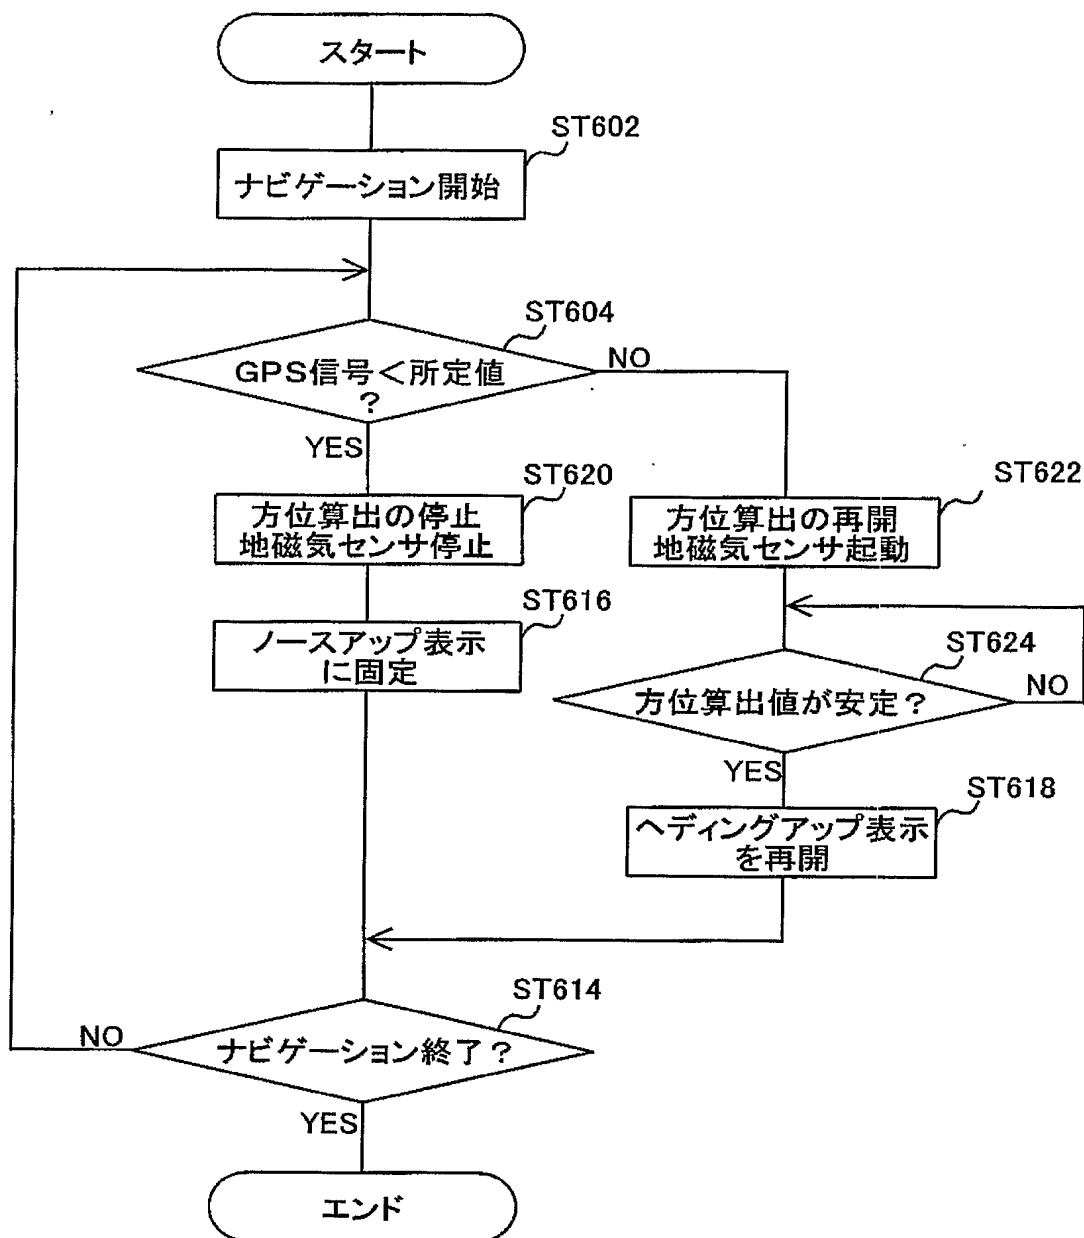 スタート
ST602
ナビゲーション開始
ST604
GPS信号＜所定値
？
NO
YES
ST620
方位算出の停止
地磁気センサ停止
ST622
方位算出の再開
地磁気センサ起動
ST616
ノースアップ表示
に固定
ST624
方位算出値が安定？
NO
YES
ST618
ヘディングアップ表示
を再開
ST614
ナビゲーション終了？
NO
YES
エンド